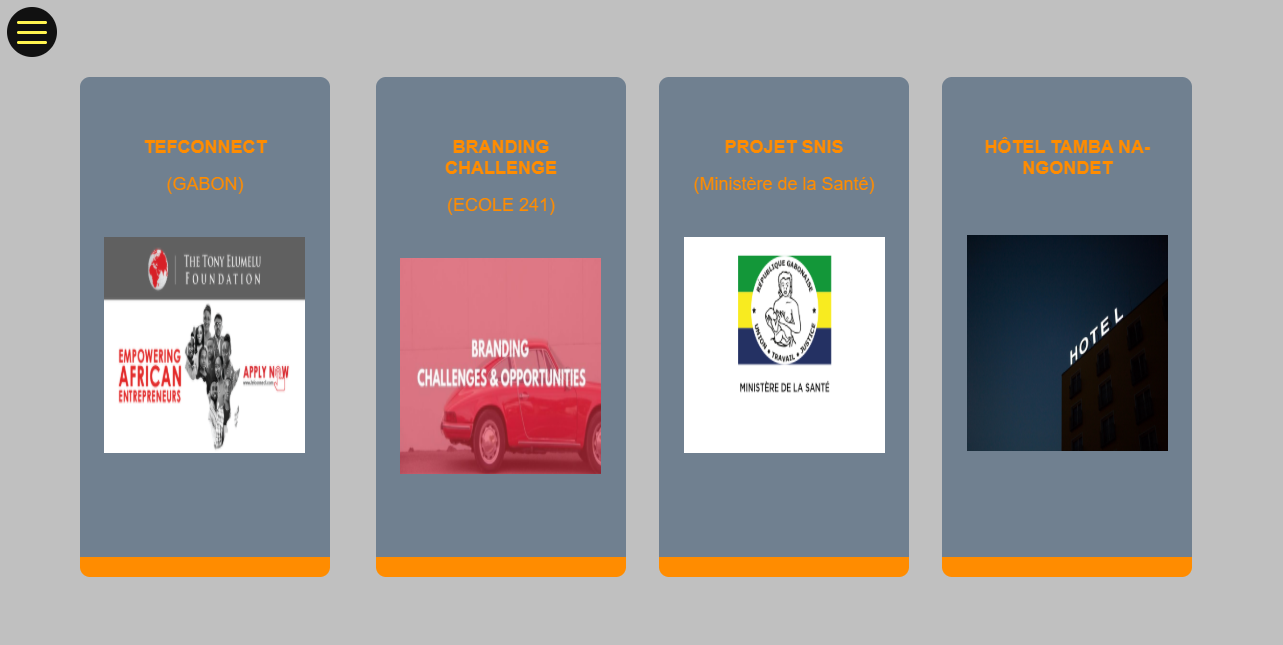 TEFCONNECT
(GABON)
THE TONY ELUMELU
FOUNDATION
EMPOWERING
AFRICAN
ENTREPRENEURS
APPLY NOW
BRANDING
CHALLENGE
(ECOLE 241)
BRANDING
CHALLENGES & OPPORTUNITIES
PROJET SNIS
(Ministère de la Santé)
REPUBLIQUE GABONAISE
UNION • TRAVAIL • JUSTICE
MINISTÈRE DE LA SANTÉ
HÔTEL TAMBA NA-
NGONDET
HOTEL